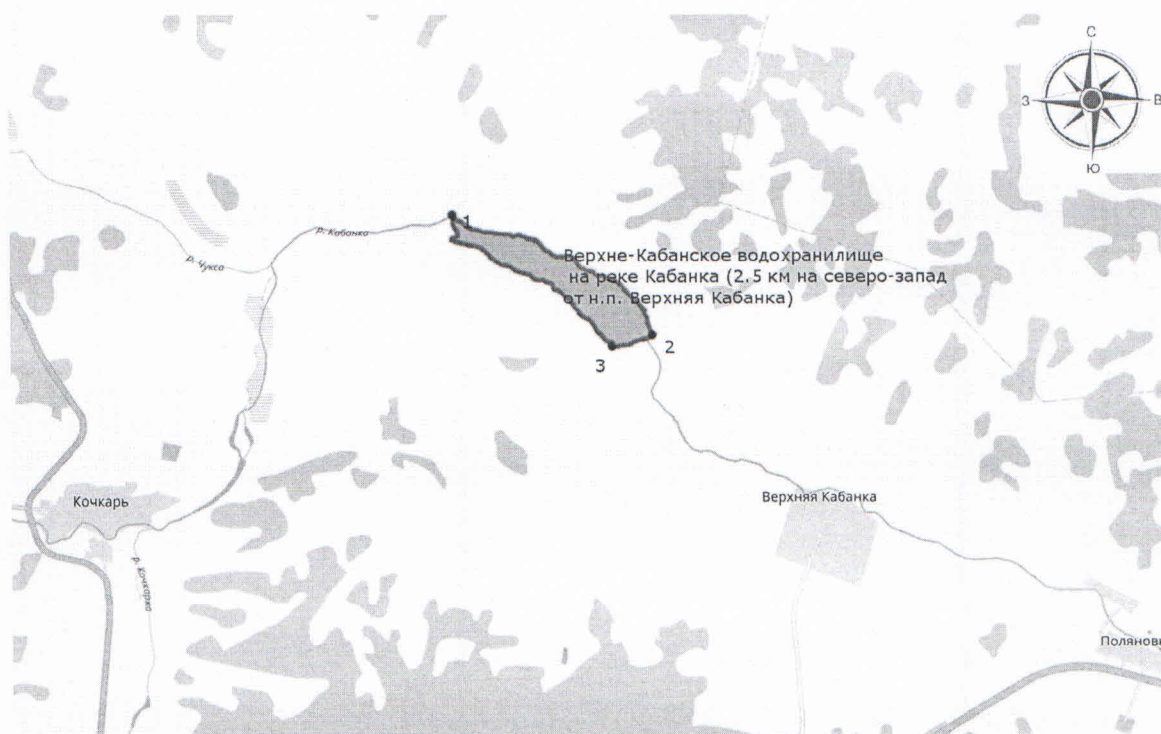 С
З
В
Ю
1
р. Кабанка
р. Чукса
Верхне-Кабанское водохранилище
на реке Кабанка (2,5 км на северо-запад
от н.п. Верхняя Кабанка)
2
3
Кочкарь
Верхняя Кабанка
р. Кочкарка